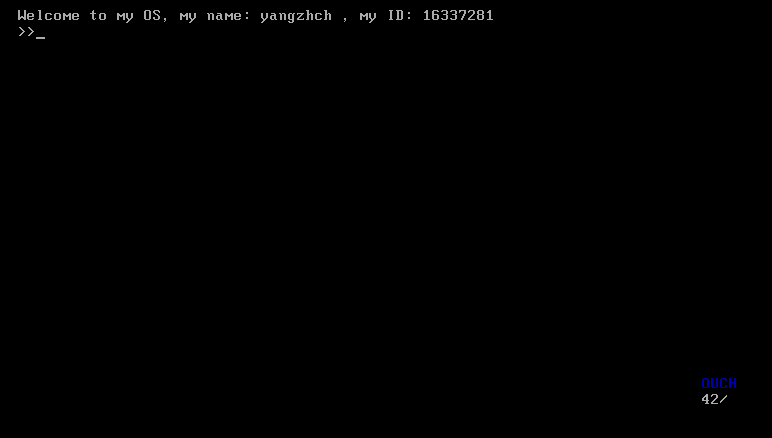 Welcome to my OS, my name: yangzhch , my ID: 16337281
>>_
OUCH
42/